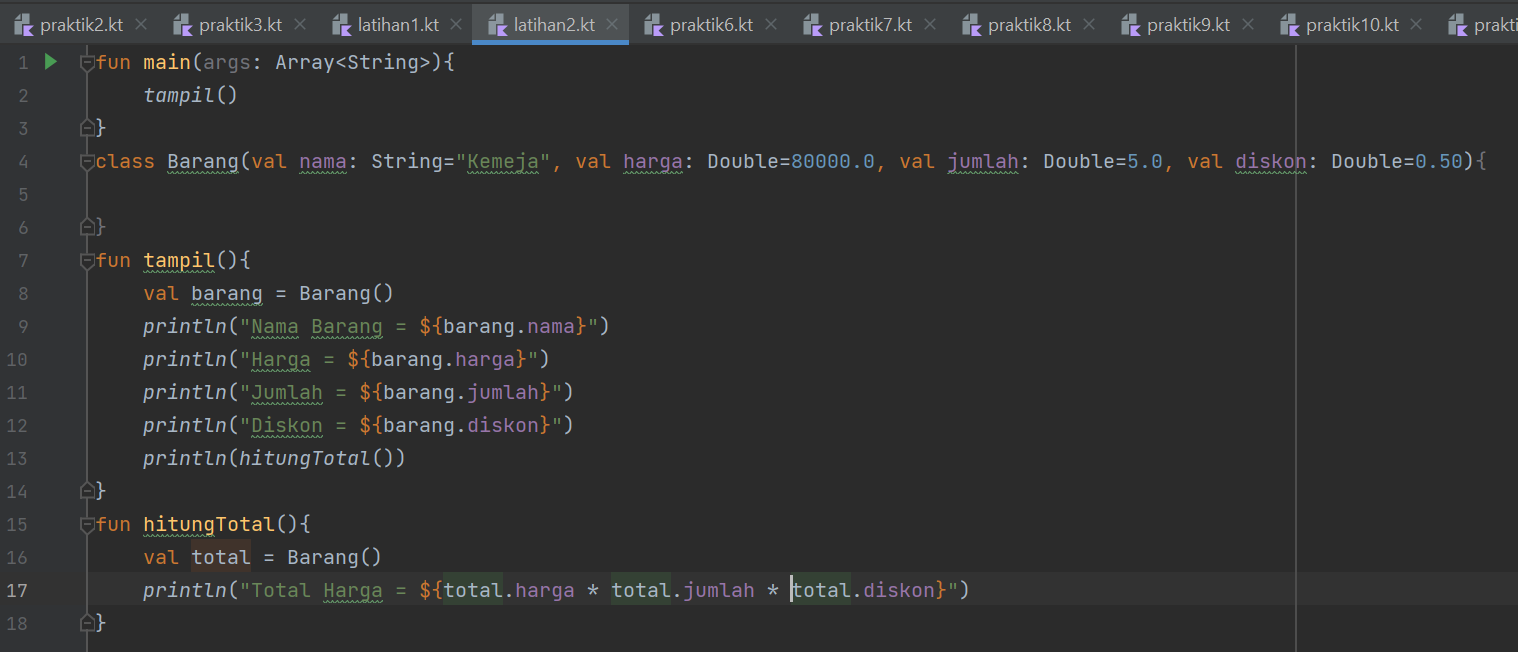 praktik2.kt praktik3.kt latihan1.kt latihan2.kt praktik6.kt praktik7.kt praktik8.kt praktik9.kt praktik10.kt prakti
1 fun main(args: Array<String>){
2     tampil()
3 }
4 class Barang(val nama: String="Kemeja", val harga: Double=80000.0, val jumlah: Double=5.0, val diskon: Double=0.50){
5
6 }
7 fun tampil(){
8     val barang = Barang()
9     println("Nama Barang = ${barang.nama}")
10     println("Harga = ${barang.harga}")
11     println("Jumlah = ${barang.jumlah}")
12     println("Diskon = ${barang.diskon}")
13     println(hitungTotal())
14 }
15 fun hitungTotal(){
16     val total = Barang()
17     println("Total Harga = ${total.harga * total.jumlah * total.diskon}")
18 }